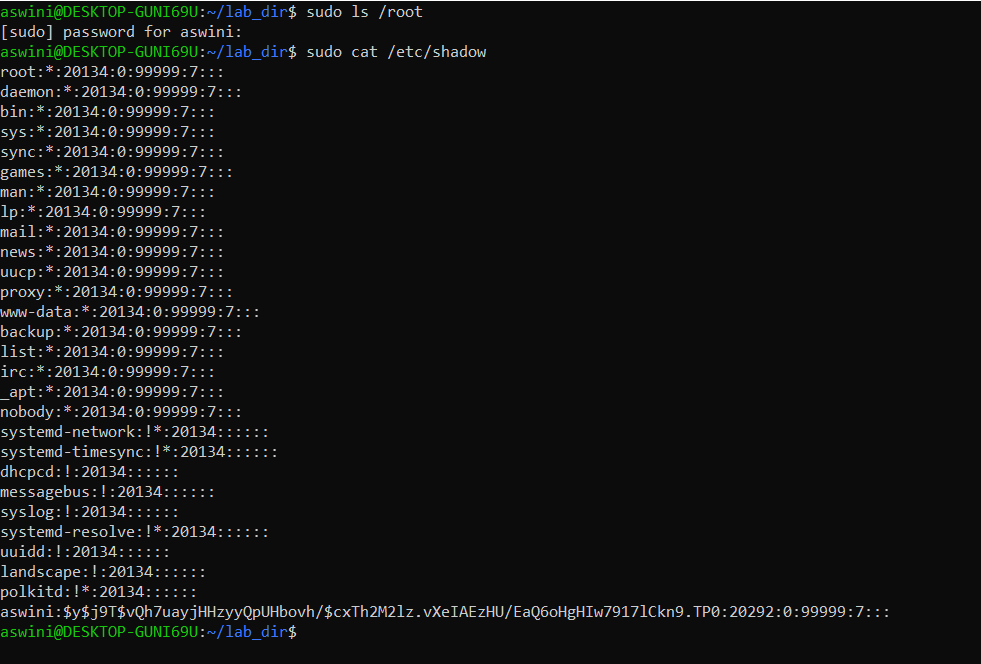 aswini@DESKTOP-GUNI69U:~/lab_dir$ sudo ls /root
[sudo] password for aswini:
aswini@DESKTOP-GUNI69U:~/lab_dir$ sudo cat /etc/shadow
root:*:20134:0:99999:7:::
daemon:*:20134:0:99999:7:::
bin:*:20134:0:99999:7:::
sys:*:20134:0:99999:7:::
sync:*:20134:0:99999:7:::
games:*:20134:0:99999:7:::
man:*:20134:0:99999:7:::
lp:*:20134:0:99999:7:::
mail:*:20134:0:99999:7:::
news:*:20134:0:99999:7:::
uucp:*:20134:0:99999:7:::
proxy:*:20134:0:99999:7:::
www-data:*:20134:0:99999:7:::
backup:*:20134:0:99999:7:::
list:*:20134:0:99999:7:::
irc:*:20134:0:99999:7:::
_apt:*:20134:0:99999:7:::
nobody:*:20134:0:99999:7:::
systemd-network:!*:20134::::::
systemd-timesync:!*:20134::::::
dhcpcd:!:20134::::::
messagebus:!:20134::::::
syslog:!:20134::::::
systemd-resolve:!*:20134::::::
uuidd:!:20134::::::
landscape:!:20134::::::
polkitd:!*:20134::::::
aswini:$y$j9T$vQh7uayjHHzyyQpUHbovh/$cxTh2M2lz.vXeIAEzHU/EaQ6oHgHIw7917lCkn9.TP0:20292:0:99999:7:::
aswini@DESKTOP-GUNI69U:~/lab_dir$